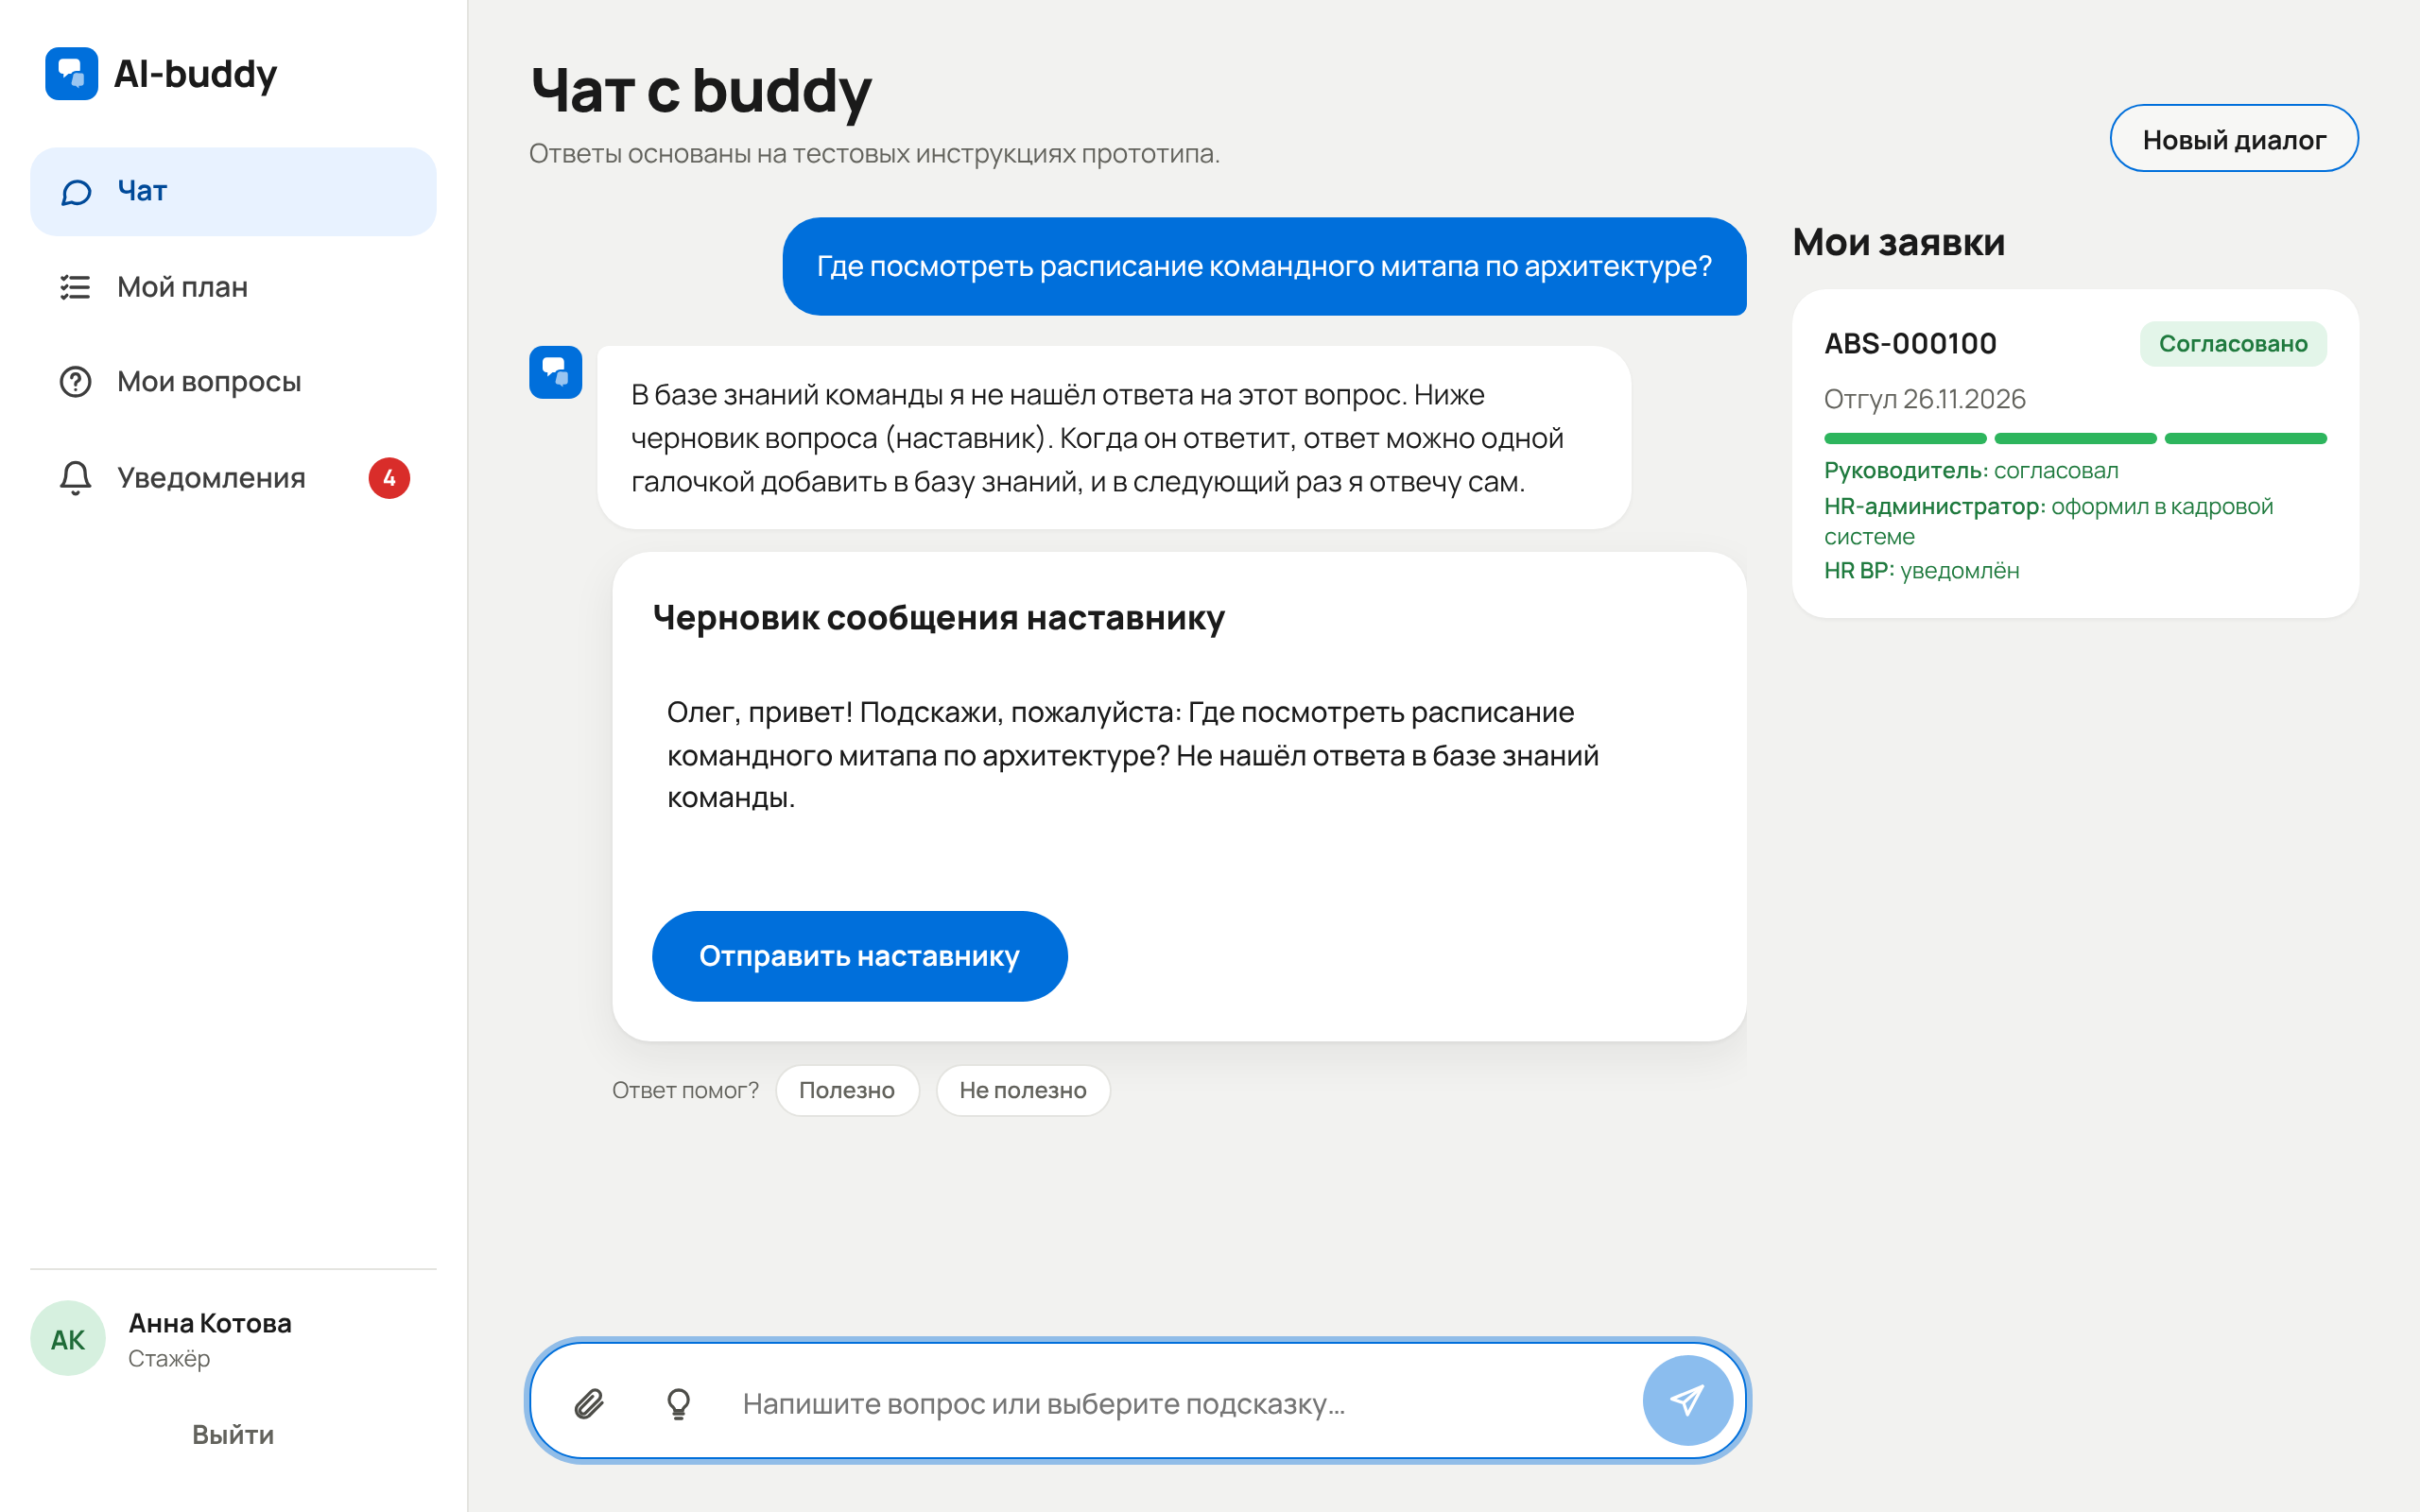 AI-buddy
Чат
Мой план
Мои вопросы
Уведомления 4
Анна Котова
АК
Стажёр
Выйти
Чат с buddy
Ответы основаны на тестовых инструкциях прототипа.
Новый диалог
Где посмотреть расписание командного митапа по архитектуре?
В базе знаний команды я не нашёл ответа на этот вопрос. Ниже
черновик вопроса (наставник). Когда он ответит, ответ можно одной
галочкой добавить в базу знаний, и в следующий раз я отвечу сам.
Черновик сообщения наставнику
Олег, привет! Подскажи, пожалуйста: Где посмотреть расписание
командного митапа по архитектуре? Не нашёл ответа в базе знаний
команды.
Отправить наставнику
Ответ помог? Полезно Не полезно
Напишите вопрос или выберите подсказку...
Мои заявки
ABS-000100 Согласовано
Отгул 26.11.2026
Руководитель: согласовал
HR-администратор: оформил в кадровой
системе
HR BP: уведомлён